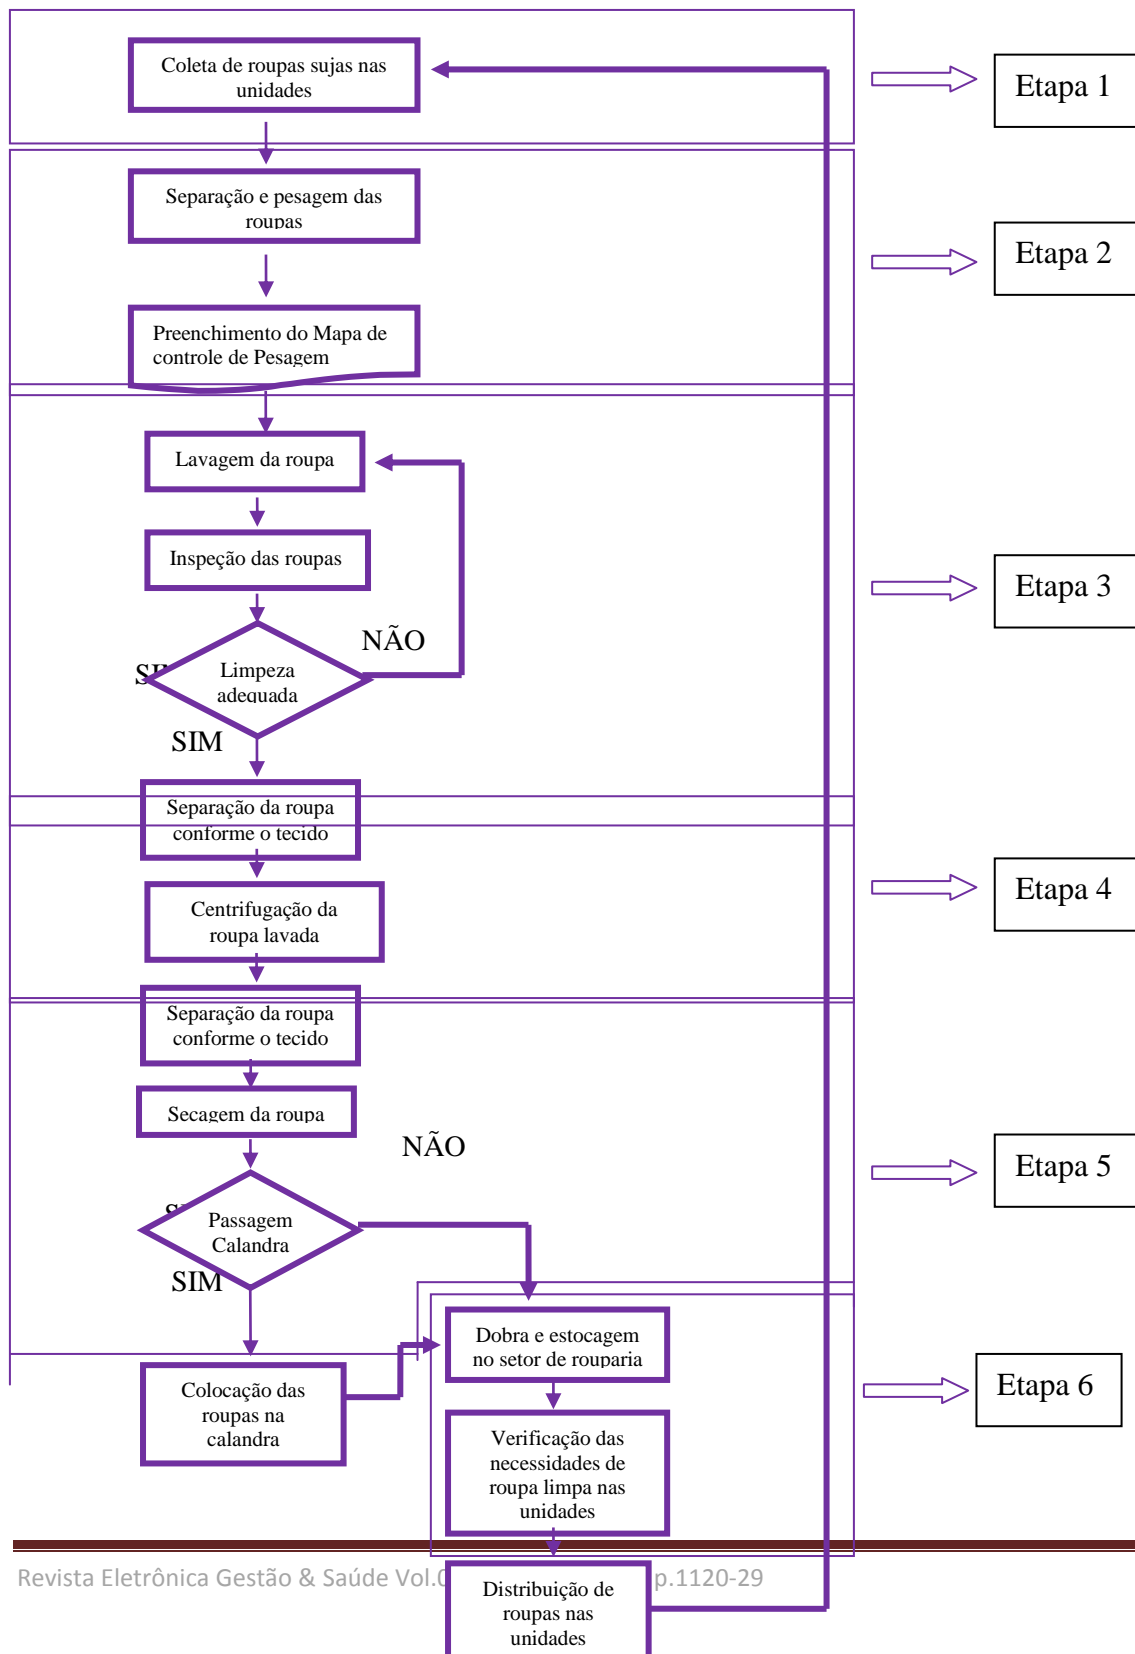 Coleta de roupas sujas nas
unidades
Etapa 1
Separação e pesagem das
roupas
Etapa 2
Preenchimento do Mapa de
controle de Pesagem
Lavagem da roupa
Inspeção das roupas
Etapa 3
NÃO
Limpeza
adequada
SIM
Separação da roupa
conforme o tecido
Etapa 4
Centrifugação da
roupa lavada
Separação da roupa
conforme o tecido
Secagem da roupa
NÃO
Etapa 5
Passagem
Calandra
SIM
Dobra e estocagem
no setor de rouparia
Colocação das
roupas na
calandra
Etapa 6
Verificação das
necessidades de
roupa limpa nas
unidades
Revista Eletrônica Gestão & Saúde p.1120-29
Distribuição de
roupas nas
unidades